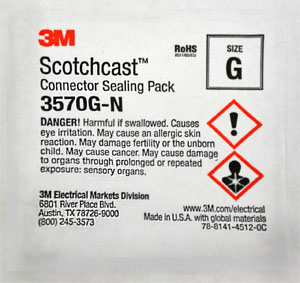 3M
Scotchcast™
Connector Sealing Pack
3570G-N
RoHS
2011/65/EU
SIZE
G
DANGER! Harmful if swallowed. Causes
eye irritation. May cause an allergic skin
reaction. May damage fertility or the unborn
child. May cause cancer. May cause damage
to organs through prolonged or repeated
exposure: sensory organs.
3M Electrical Markets Division
6801 River Place Blvd.
Austin, TX 78726-9000
(800) 245-3573
www.3M.com/electrical
Made in U.S.A. with global materials
78-8141-4512-0C